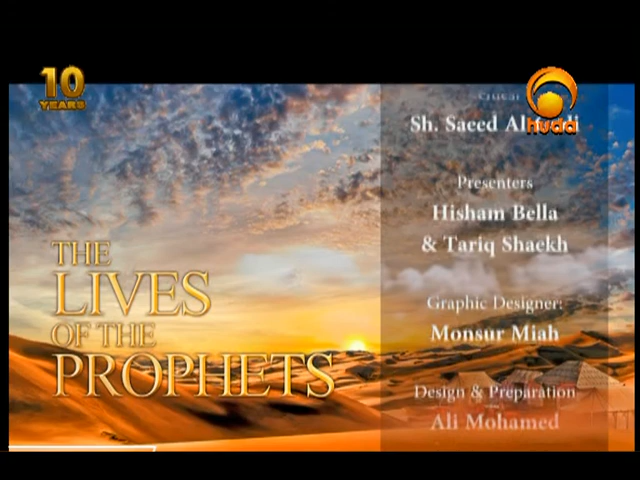 10
YEARS
huda
THE
LIVES
OF THE
PROPHETS
Sh. Saeed Al
Presenters
Hisham Bella
& Tariq Shaekh
Graphic Designer:
Monsur Miah
Design & Preparation
Ali Mohamed